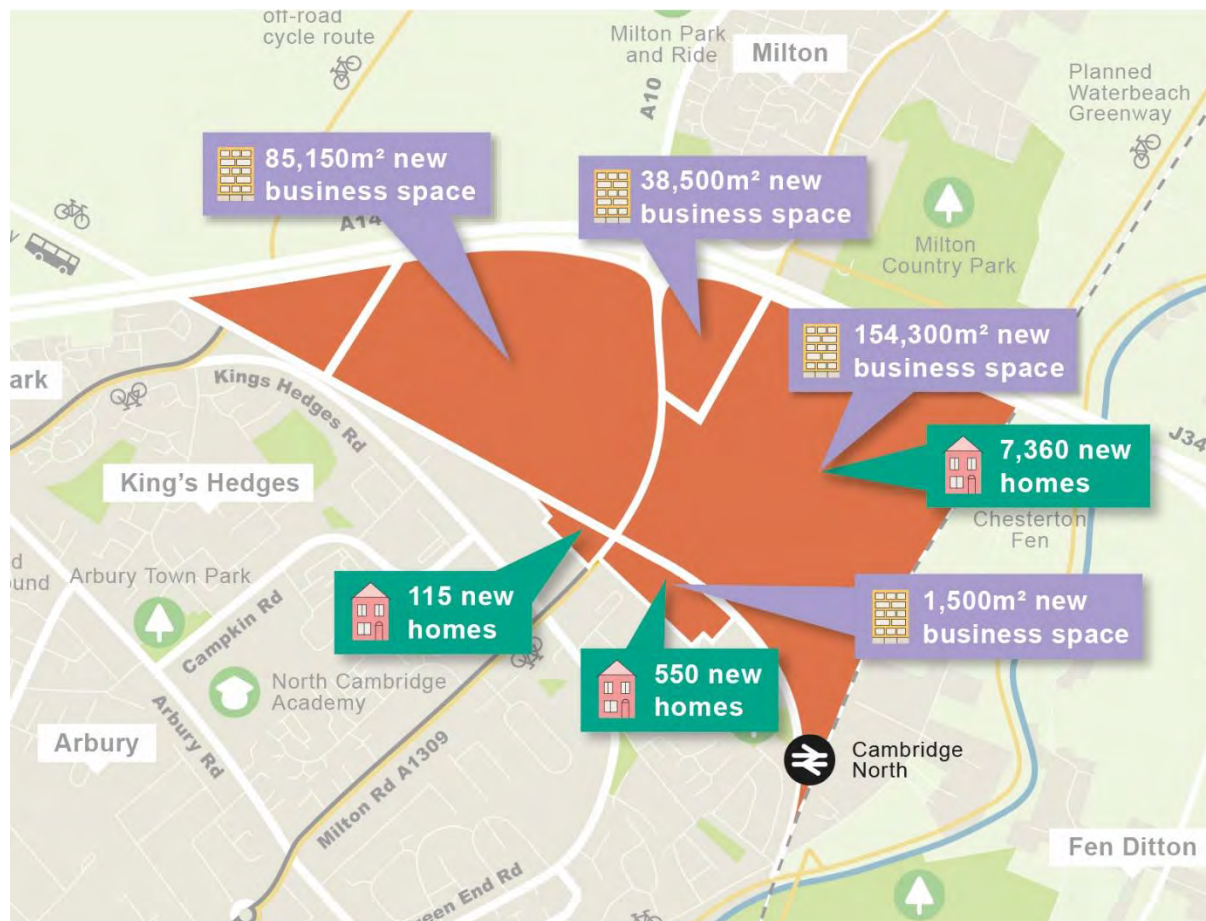 off-road
cycle route
Milton Park
and Ride
Milton
A10
Planned
Waterbeach
Greenway
85,150m² new
business space
38,500m² new
business space
A14
Milton
Country Park
154,300m² new
business space
ark
Kings Hedges Rd
J34
7,360 new
homes
King's Hedges
Chesterton
Fen
d
ound
Arbury Town Park
115 new
homes
1,500m² new
business space
Campkin Rd
550 new
homes
North Cambridge
Academy
Arbury Rd
Arbury
Milton Rd A1309
Cambridge
North
Fen Ditton
reen End Rd